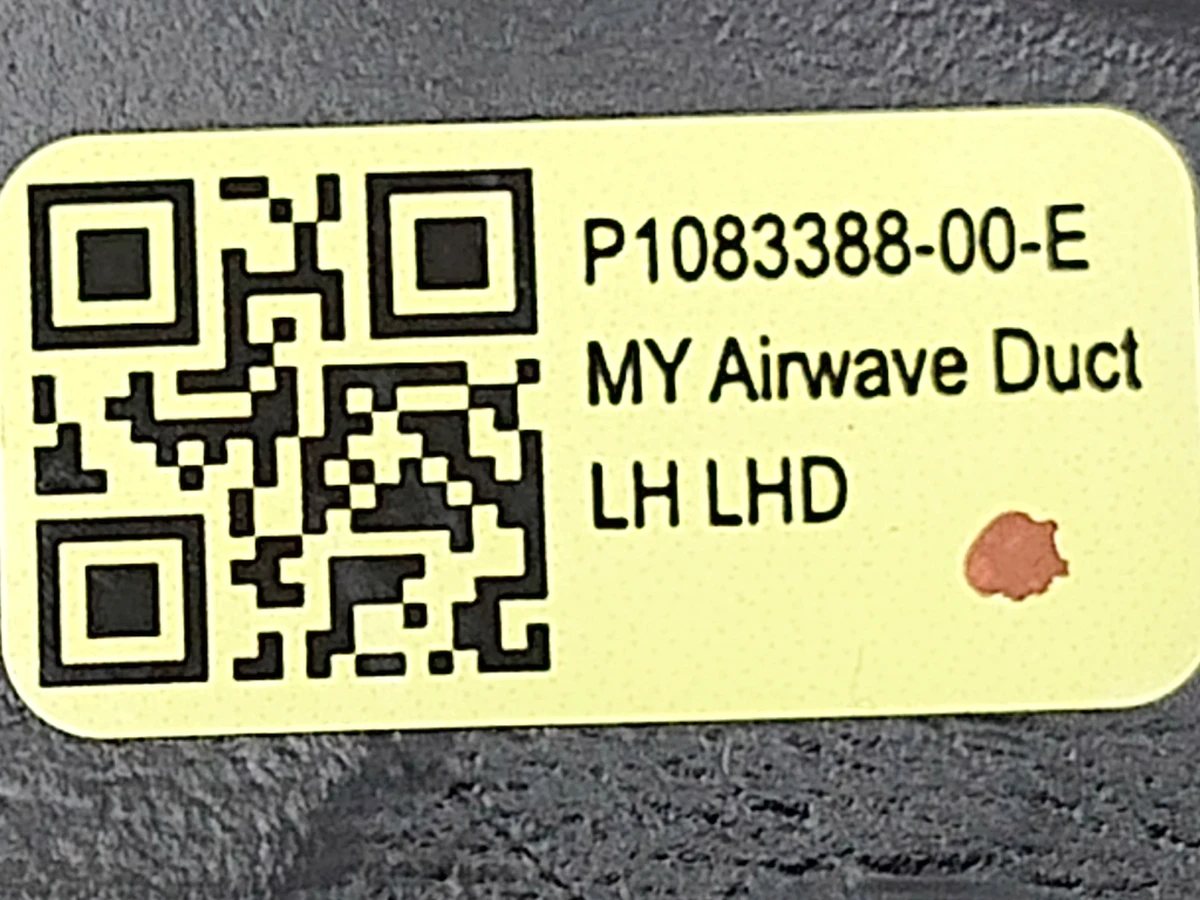 P1083388-00-E
MY Airwave Duct
LH LHD